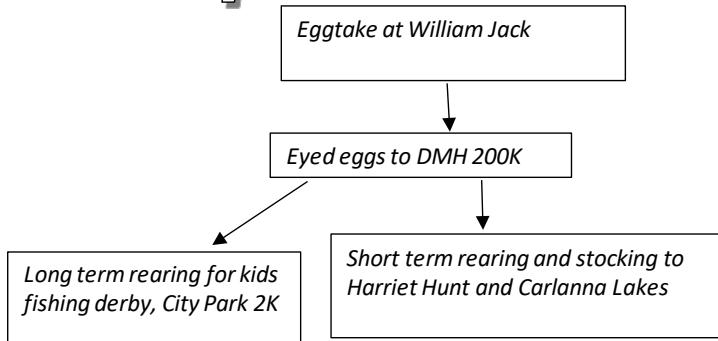 Eggtake at William Jack
Eyed eggs to DMH 200K
Long term rearing for kids
fishing derby, City Park 2K
Short term rearing and stocking to
Harriet Hunt and Carlanna Lakes